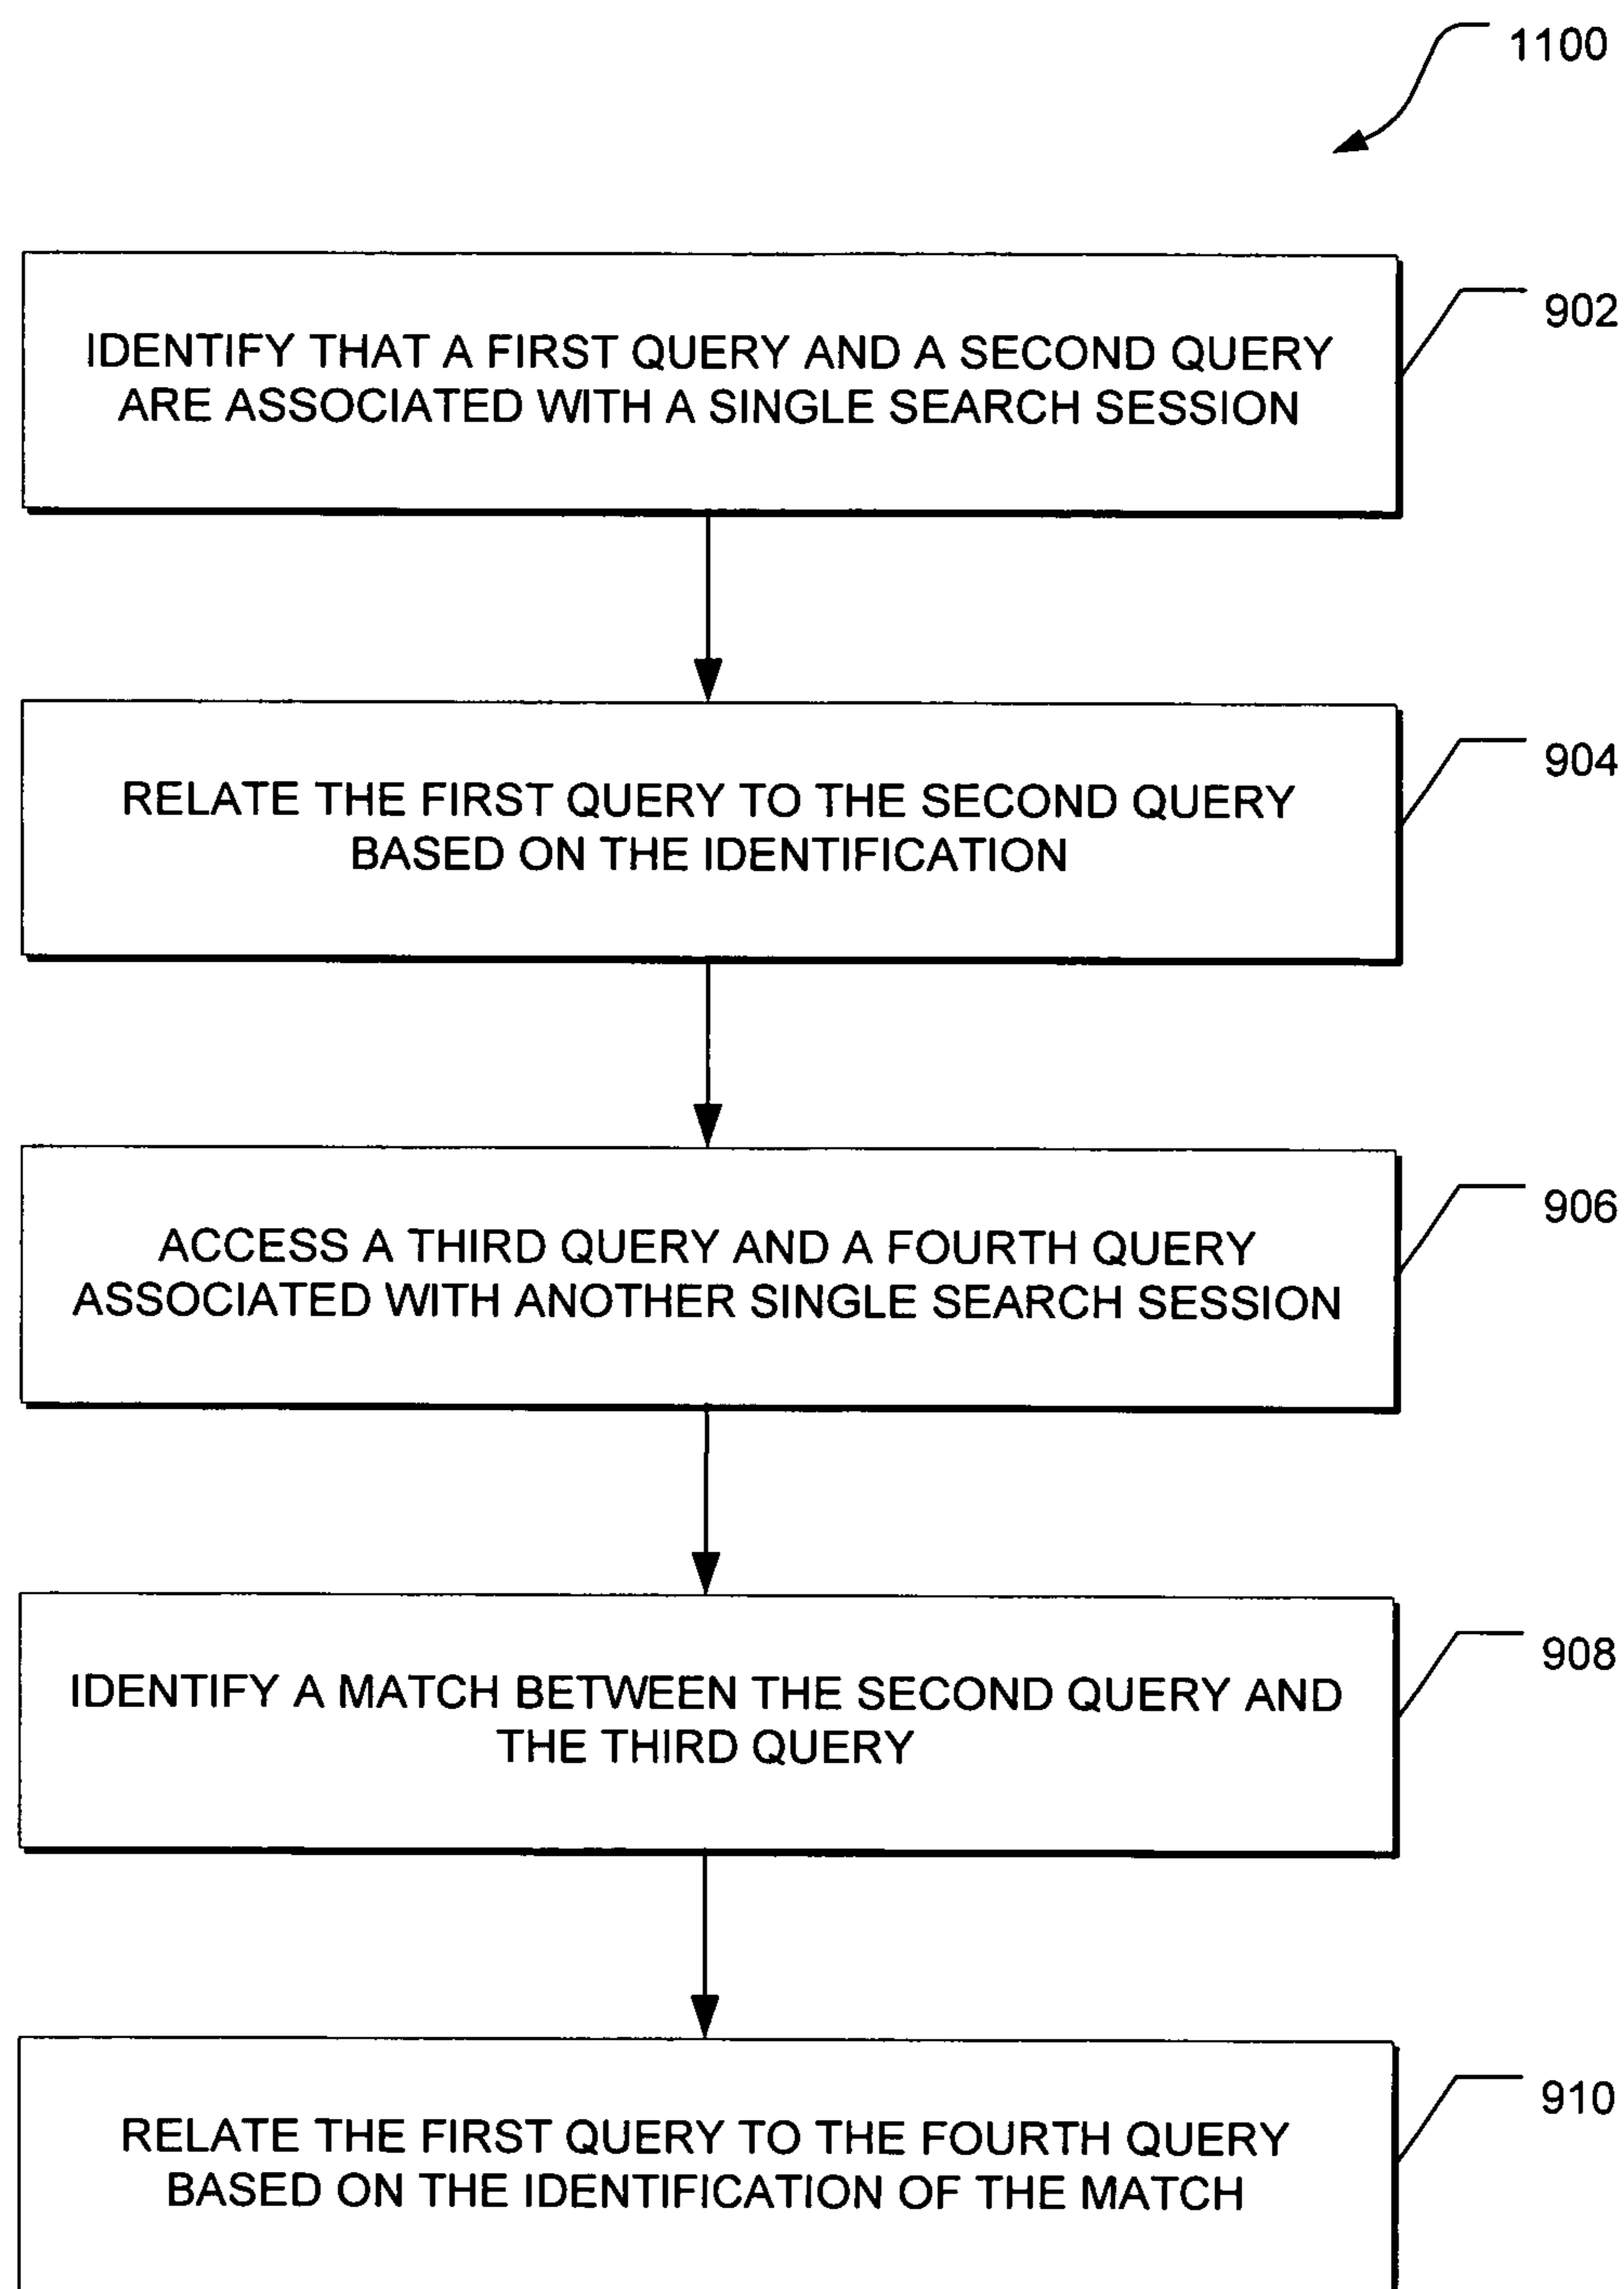 1100
IDENTIFY THAT A FIRST QUERY AND A SECOND QUERY
ARE ASSOCIATED WITH A SINGLE SEARCH SESSION
902
RELATE THE FIRST QUERY TO THE SECOND QUERY
BASED ON THE IDENTIFICATION
904
ACCESS A THIRD QUERY AND A FOURTH QUERY
ASSOCIATED WITH ANOTHER SINGLE SEARCH SESSION
906
IDENTIFY A MATCH BETWEEN THE SECOND QUERY AND
THE THIRD QUERY
908
RELATE THE FIRST QUERY TO THE FOURTH QUERY
BASED ON THE IDENTIFICATION OF THE MATCH
910